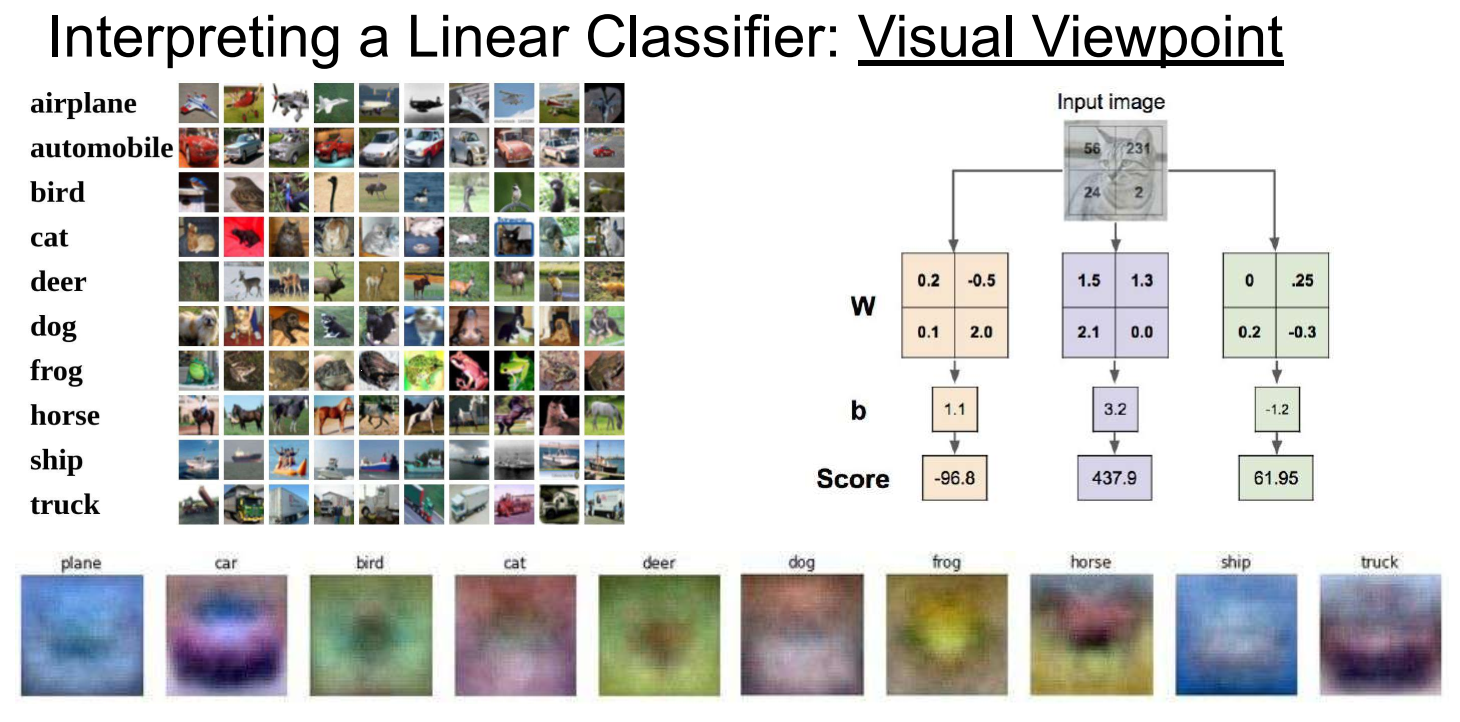 Interpreting a Linear Classifier: Visual Viewpoint
airplane
automobile
bird
cat
deer
dog
frog
horse
ship
truck
Input image
56 231
24 2
W
0.2 -0.5
0.1 2.0
1.5 1.3
2.1 0.0
0 .25
0.2 -0.3
b
1.1
3.2
-1.2
Score
-96.8
437.9
61.95
plane car bird cat deer dog frog horse ship truck